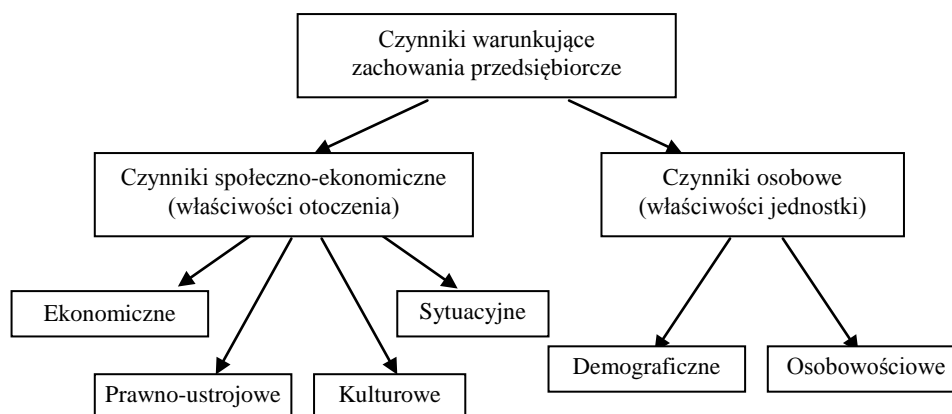 Czynniki warunkujące
zachowania przedsiębiorcze
Czynniki społeczno-ekonomiczne
(właściwości otoczenia)
Czynniki osobowe
(właściwości jednostki)
Ekonomiczne
Sytuacyjne
Prawno-ustrojowe
Kulturowe
Demograficzne
Osobowościowe